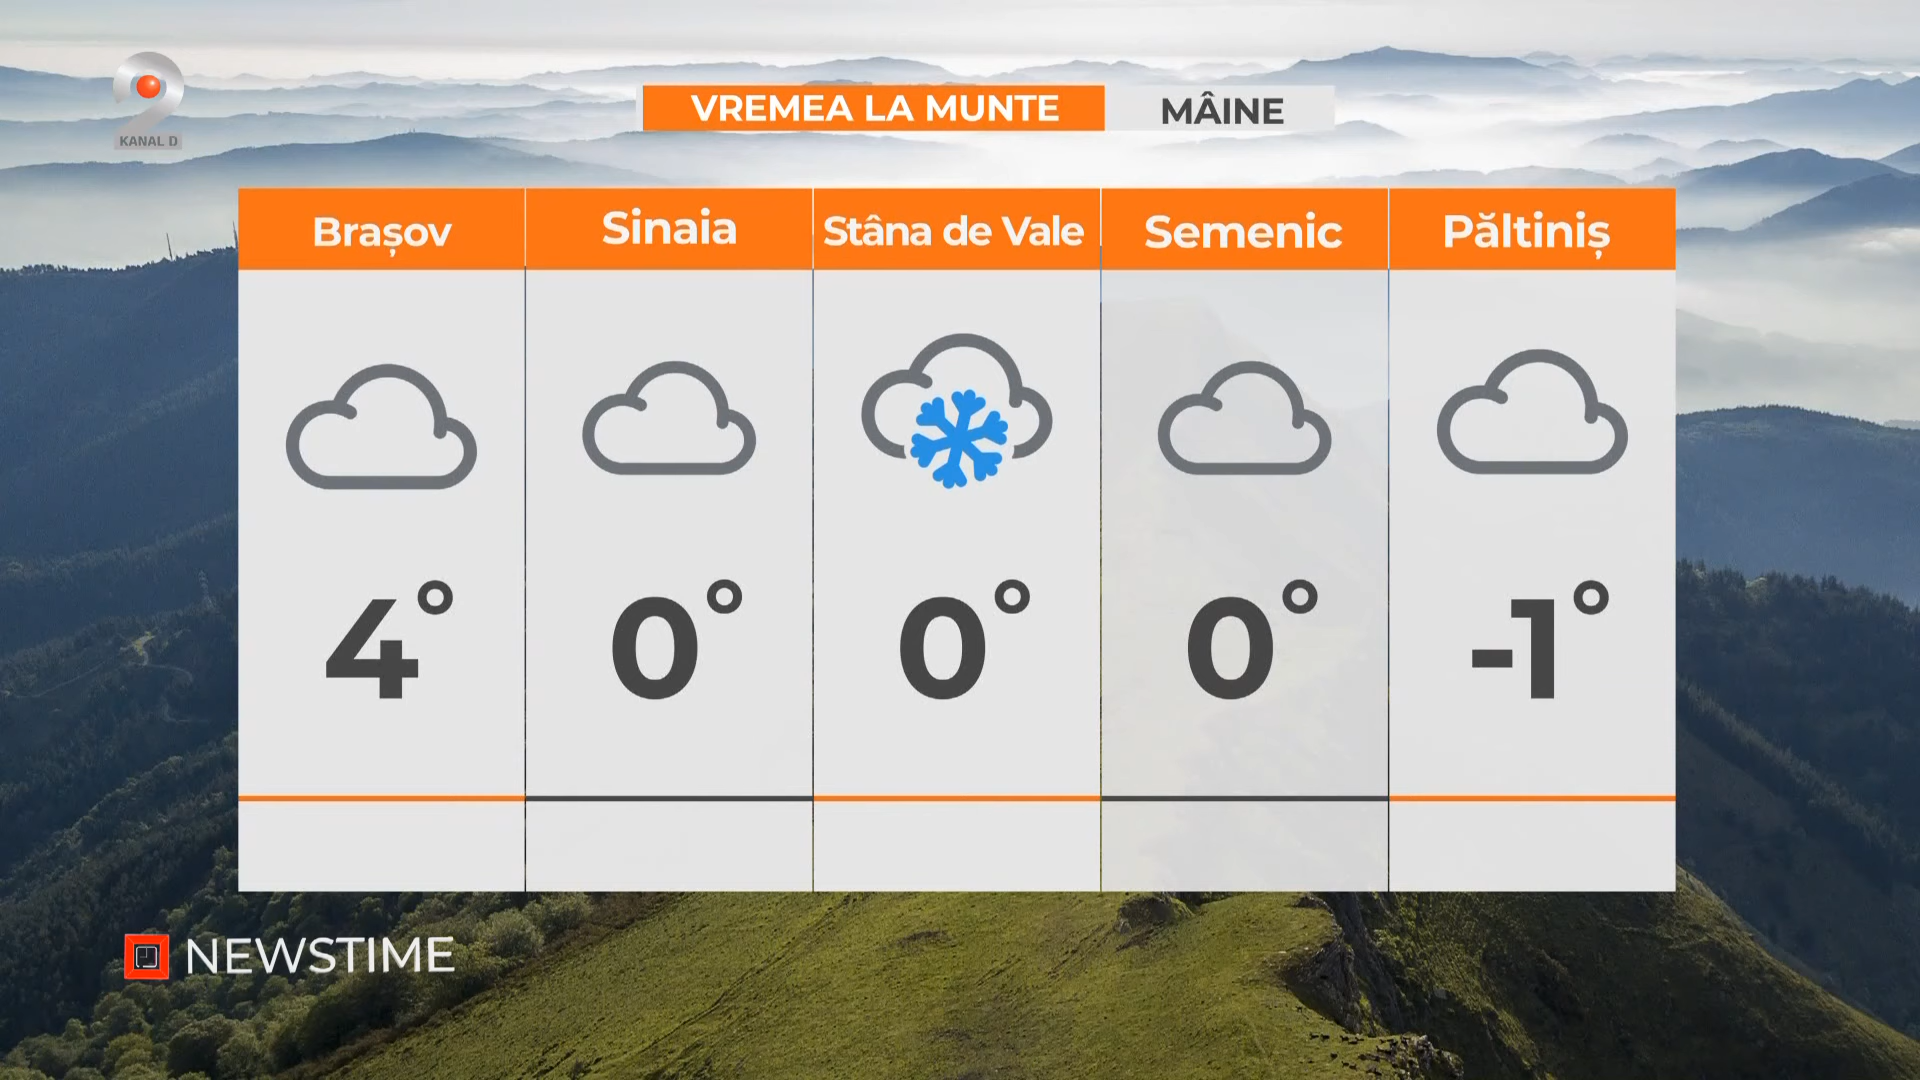 KANAL D
VREMEA LA MUNTE
MÂINE
Brașov
Sinaia
Stâna de Vale
Semenic
Păltiniș
4°
0°
0°
0°
-1°
NEWSTIME